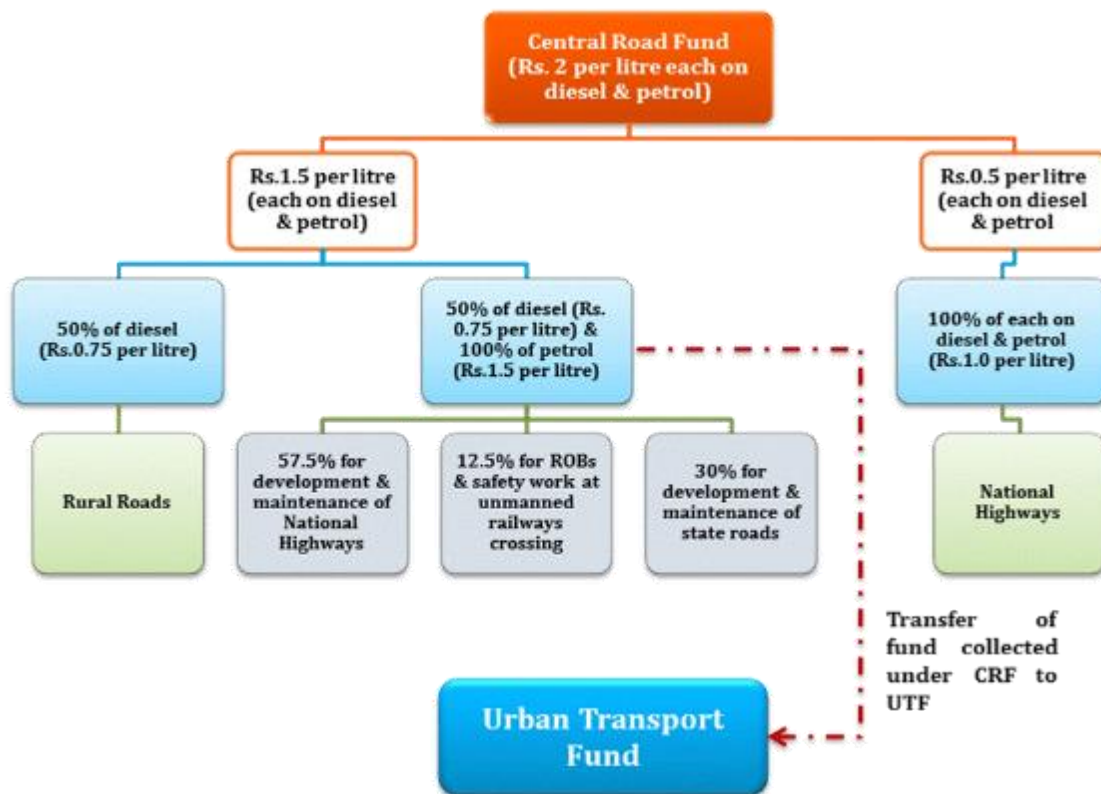 Central Road Fund
(Rs. 2 per litre each on
diesel & petrol)
Rs.1.5 per litre
(each on diesel
& petrol)
Rs.0.5 per litre
(each on diesel
& petrol
50% of diesel
(Rs.0.75 per litre)
50% of diesel (Rs.
0.75 per litre) &
100% of petrol
(Rs.1.5 per litre)
100% of each on
diesel & petrol
(Rs.1.0 per litre)
Rural Roads
57.5% for
development &
maintenance of
National
Highways
12.5% for ROBs
& safety work at
unmanned
railways
crossing
30% for
development &
maintenance of
state roads
National
Highways
Transfer of
fund collected
under CRF to
UTF
Urban Transport
Fund